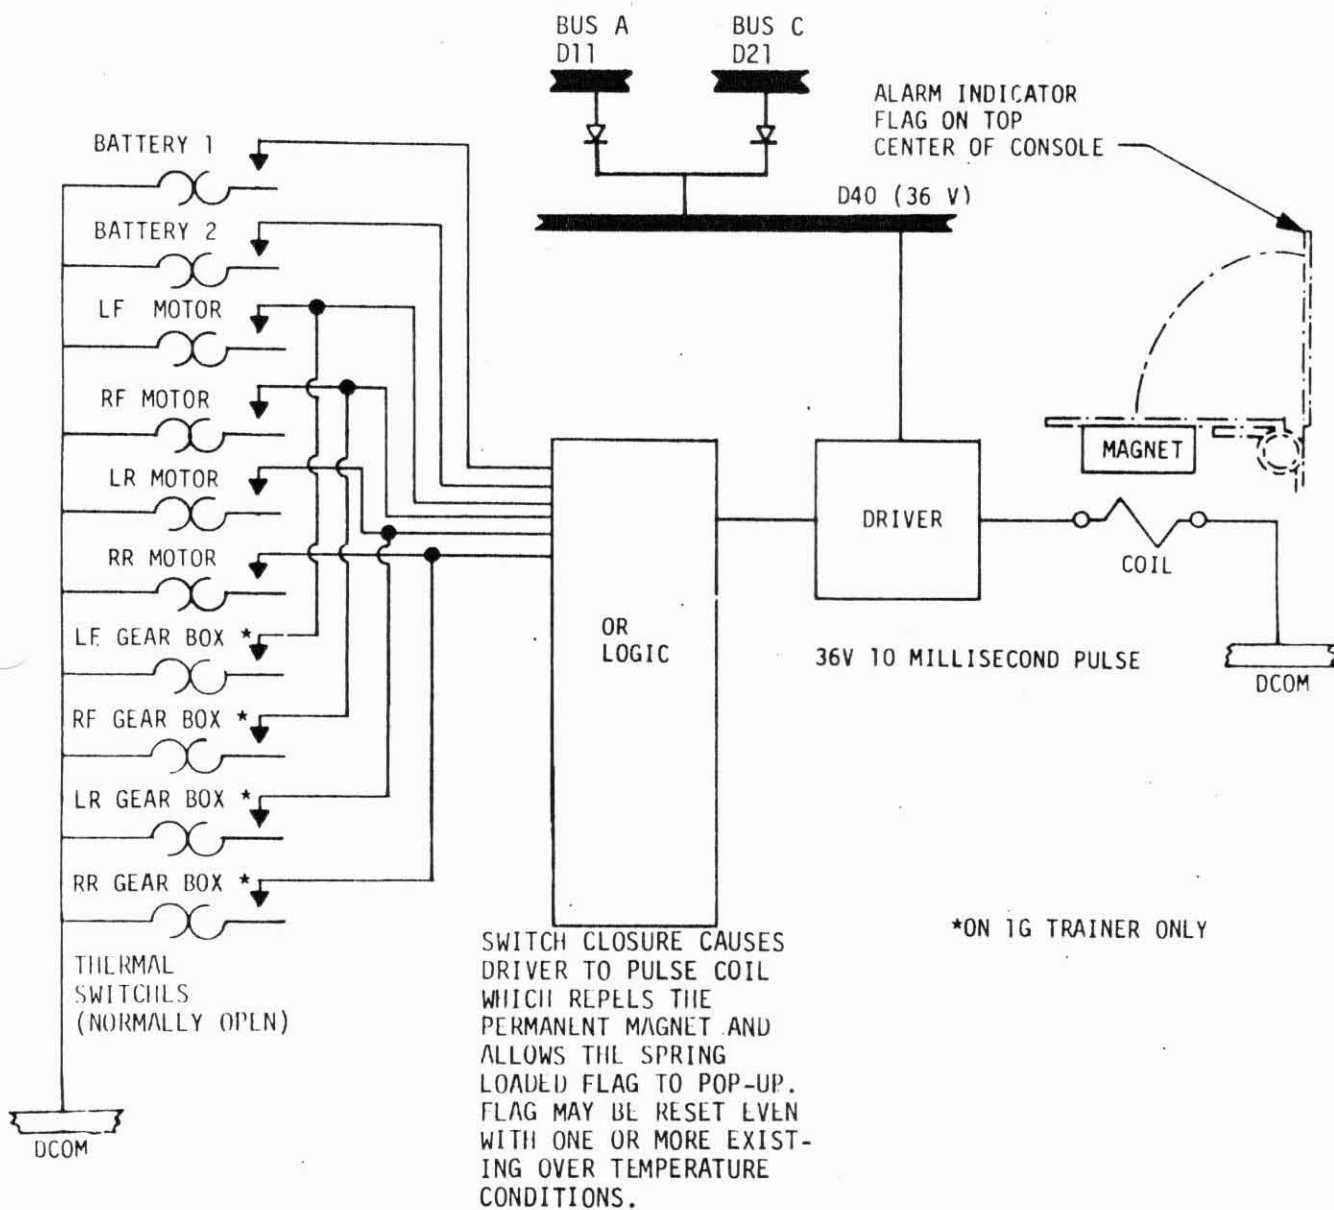 BUS A
D11
BUS C
D21
ALARM INDICATOR
FLAG ON TOP
CENTER OF CONSOLE
D40 (36 V)
BATTERY 1
BATTERY 2
LF MOTOR
RF MOTOR
LR MOTOR
RR MOTOR
LF GEAR BOX *
RF GEAR BOX *
LR GEAR BOX *
RR GEAR BOX *
THERMAL
SWITCHES
(NORMALLY OPEN)
DCOM
OR
LOGIC
DRIVER
MAGNET
COIL
36V 10 MILLISECOND PULSE
DCOM
*ON 1G TRAINER ONLY
SWITCH CLOSURE CAUSES
DRIVER TO PULSE COIL
WHICH REPELS THE
PERMANENT MAGNET AND
ALLOWS THE SPRING
LOADED FLAG TO POP-UP.
FLAG MAY BE RESET EVEN
WITH ONE OR MORE EXIST-
ING OVER TEMPERATURE
CONDITIONS.